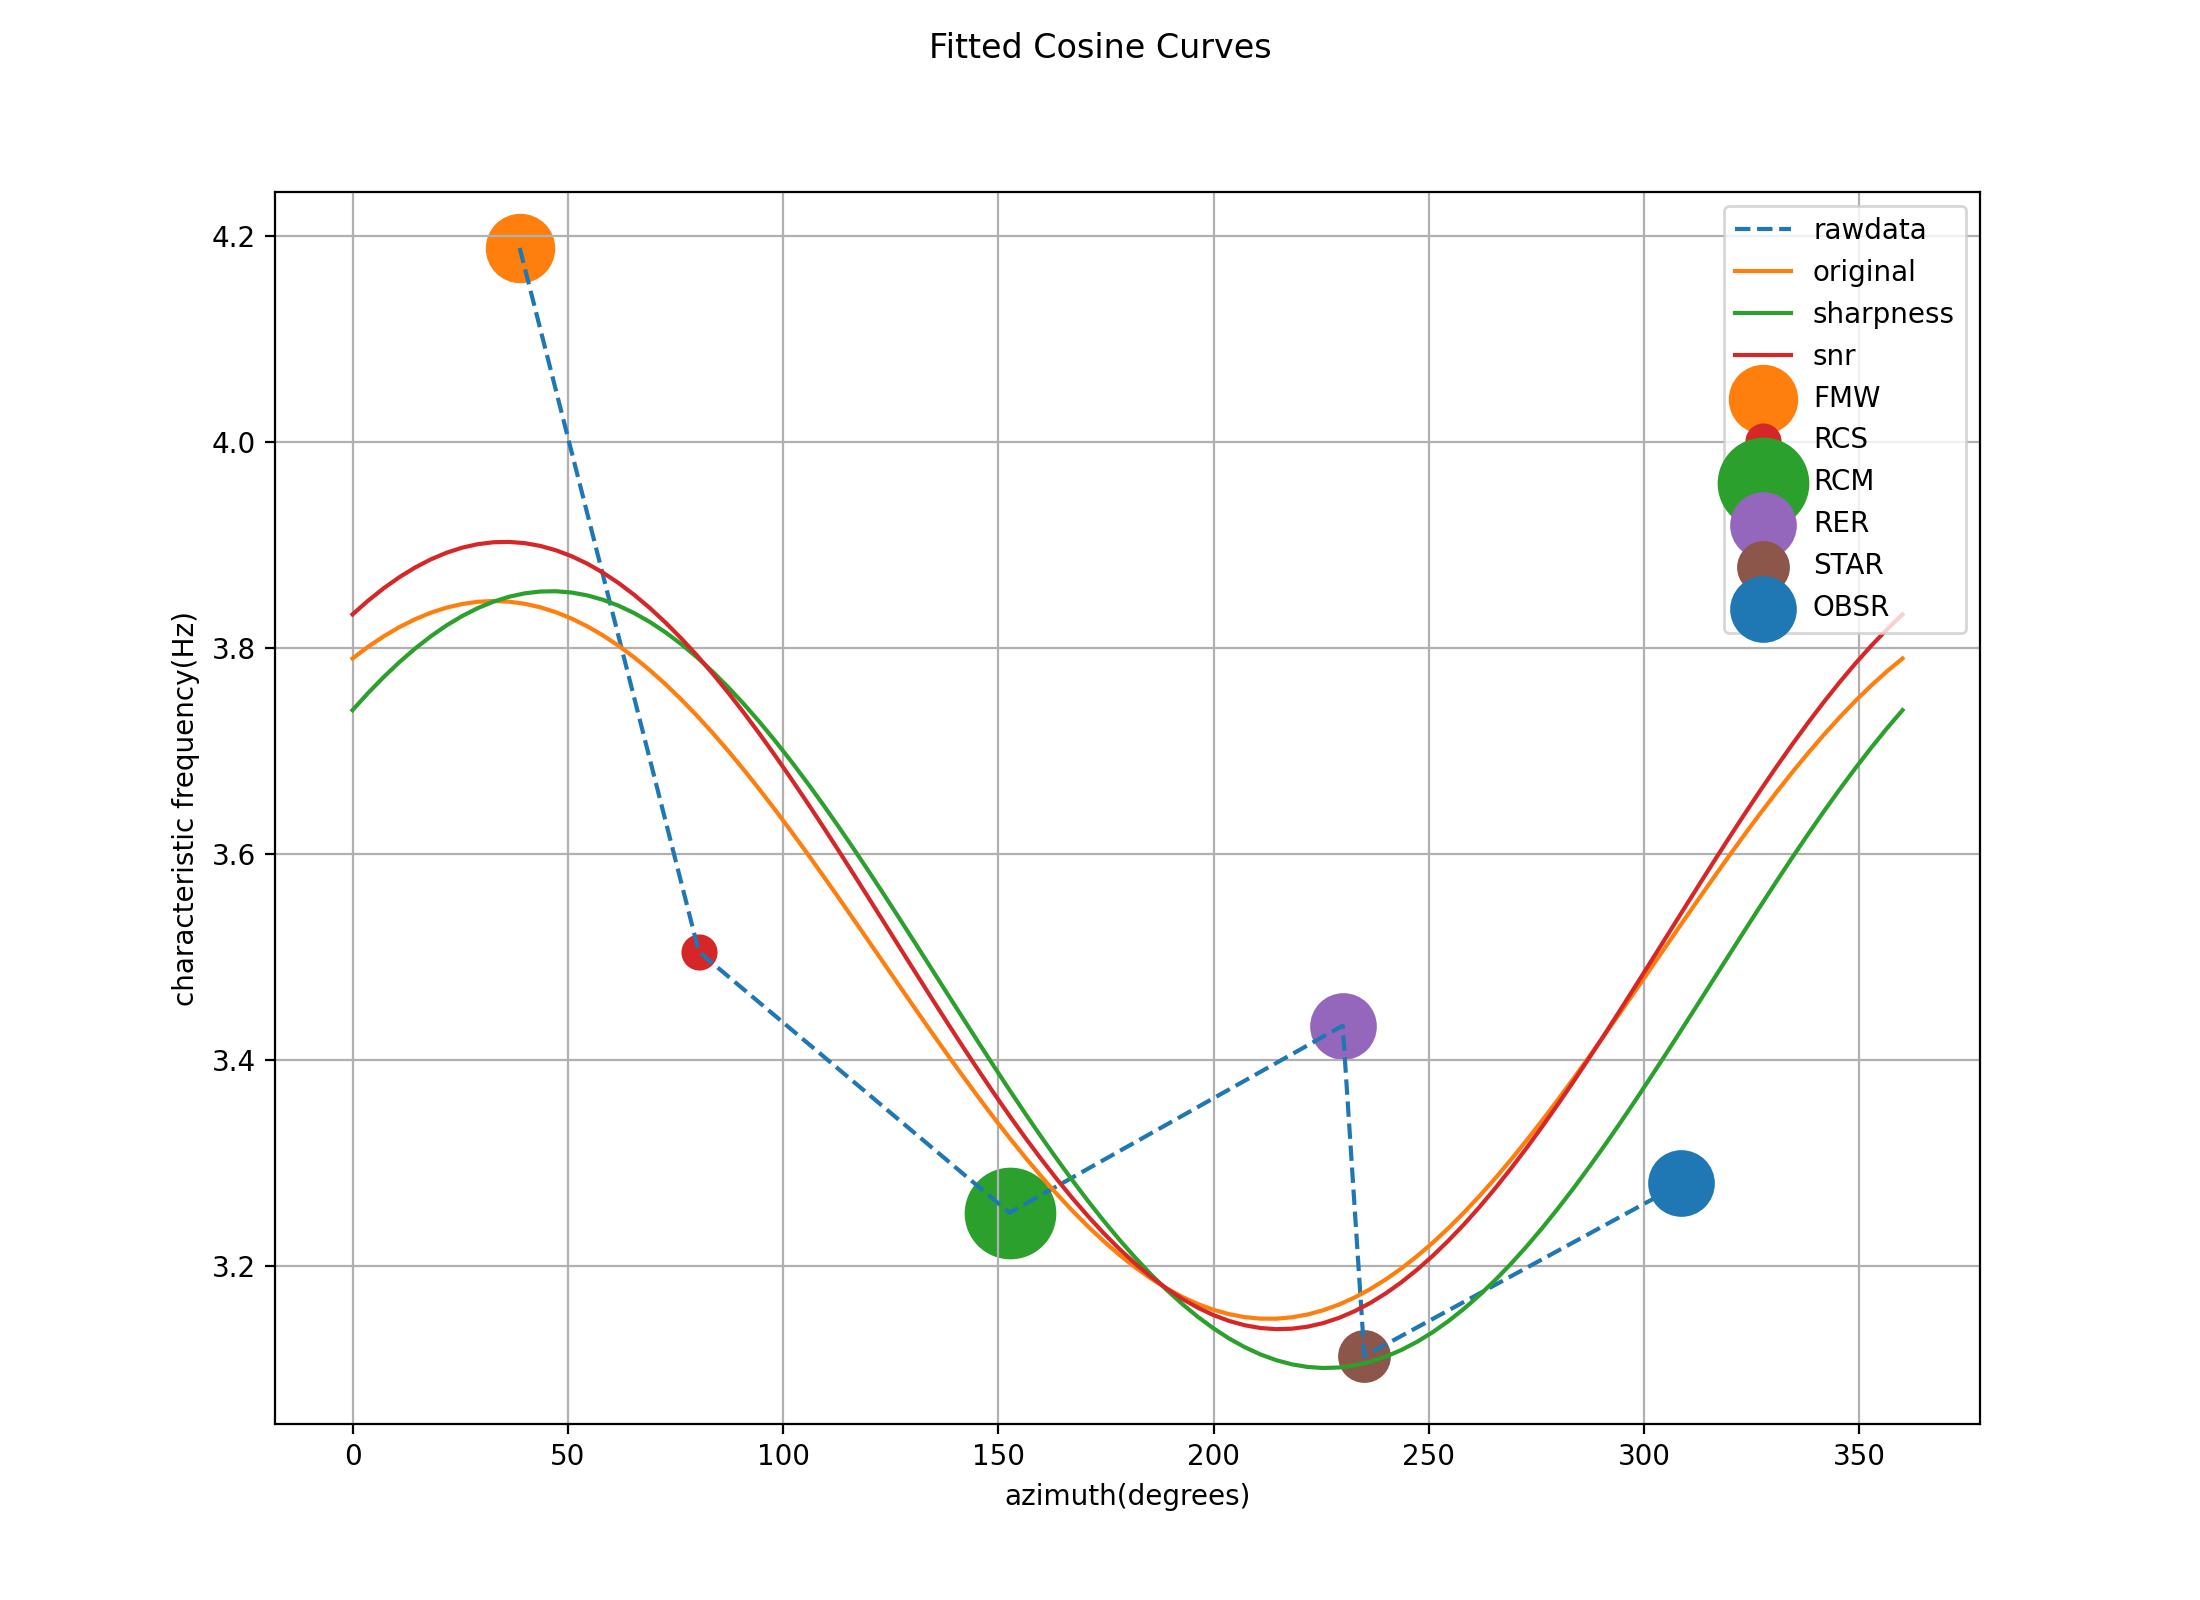 Fitted Cosine Curves
characteristic frequency(Hz)
4.2
4.0
3.8
3.6
3.4
3.2
rawdata
original
sharpness
snr
FMW
RCS
RCM
RER
STAR
OBSR
0 50 100 150 200 250 300 350
azimuth(degrees)